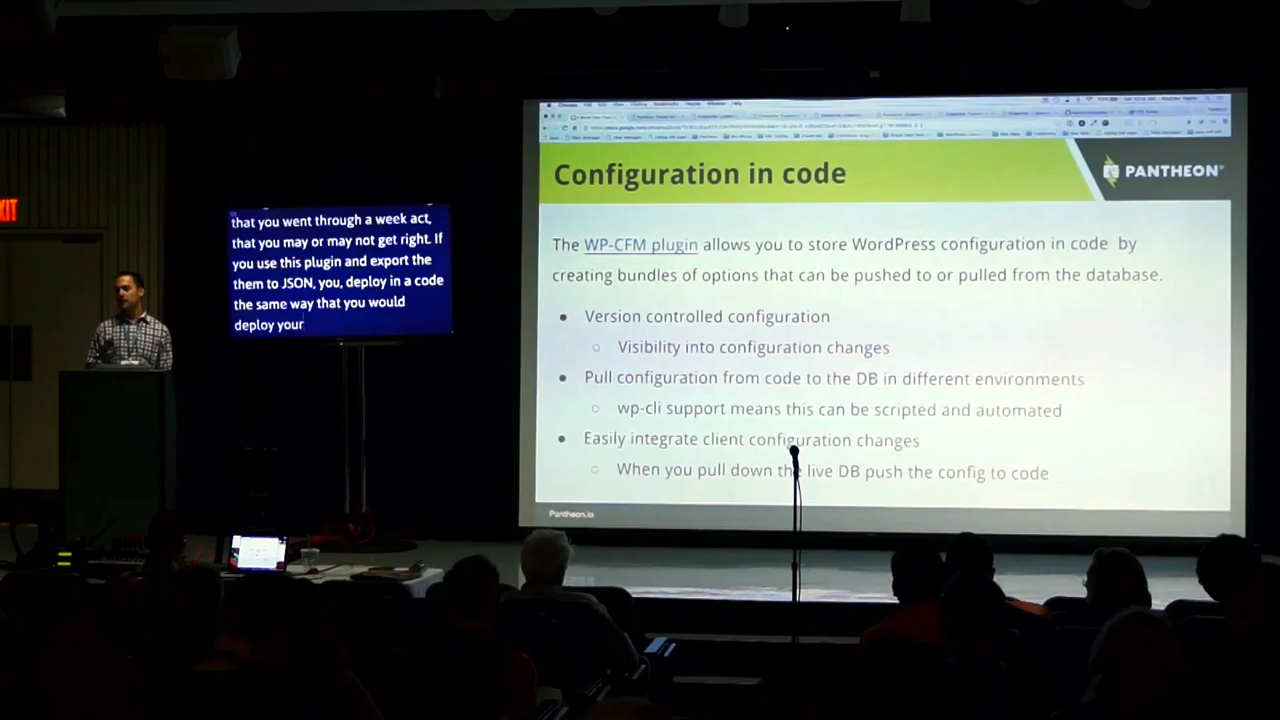 EXIT
that you went through a week act,
that you may or may not get right. If
you use this plugin and export the
them to JSON, you, deploy in a code
the same way that you would
deploy your
Configuration in code
PANTHEON
The WP-CFM plugin allows you to store WordPress configuration in code by
creating bundles of options that can be pushed to or pulled from the database.
● Version controlled configuration
○ Visibility into configuration changes
● Pull configuration from code to the DB in different environments
○ wp-cli support means this can be scripted and automated
● Easily integrate client configuration changes
○ When you pull down the live DB push the config to code
Pantheon.io